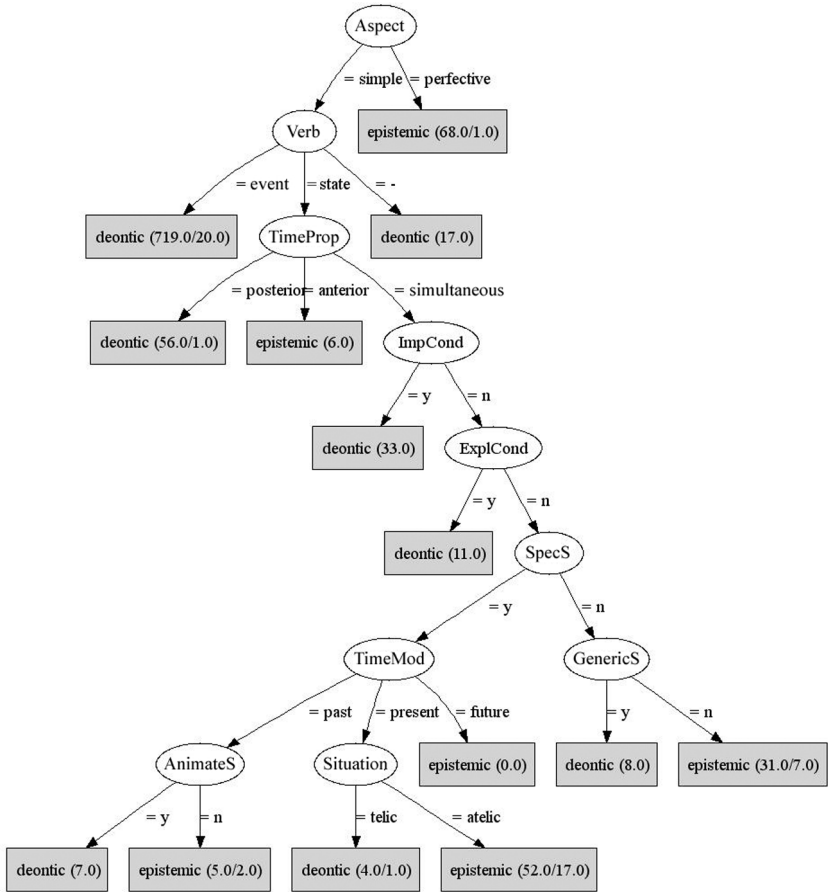 Aspect
= simple = perfective
Verb epistemic (68.0/1.0)
= event = state = -
deontic (719.0/20.0) TimeProp deontic (17.0)
= posterior = anterior = simultaneous
deontic (56.0/1.0) epistemic (6.0) ImpCond
= y = n
deontic (33.0) ExplCond
= y = n
deontic (11.0) SpecS
= y = n
TimeMod GenericS
= past = present = future = y = n
AnimateS Situation epistemic (0.0) deontic (8.0) epistemic (31.0/7.0)
= y = n = telic = atelic
deontic (7.0) epistemic (5.0/2.0) deontic (4.0/1.0) epistemic (52.0/17.0)